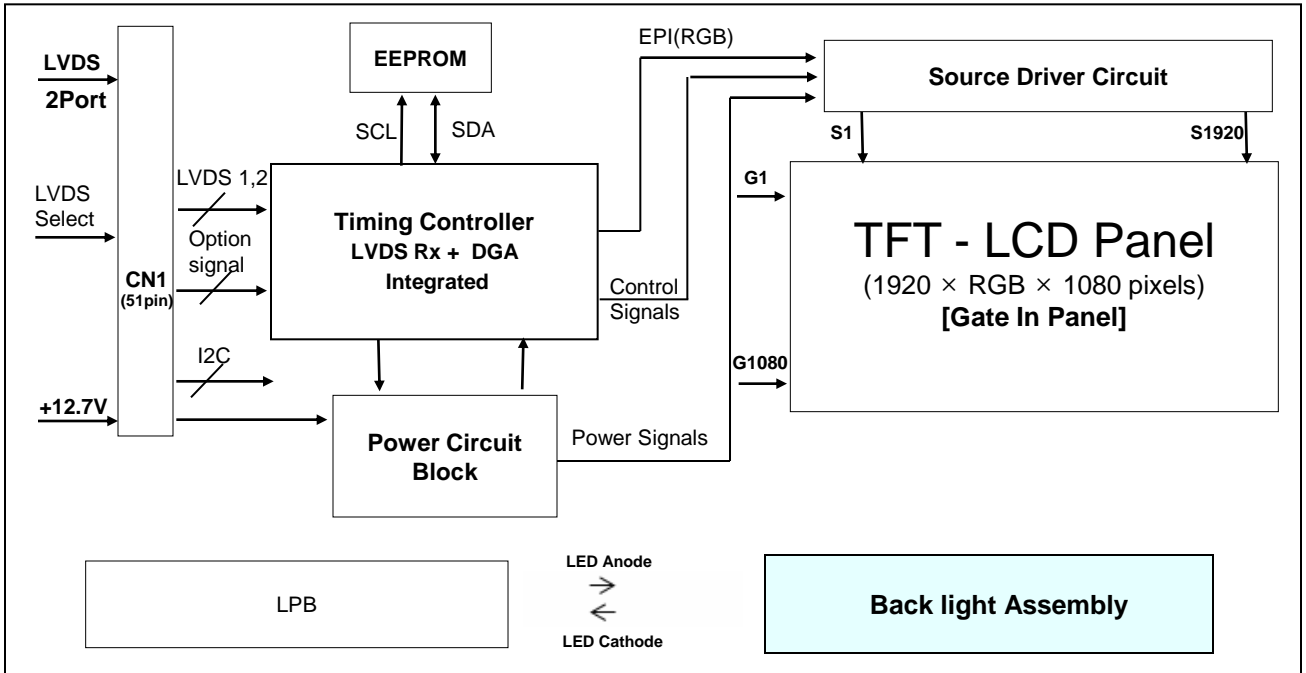 LVDS
2Port
LVDS
Select
+12.7V
CN1
(51pin)
EEPROM
SCL
SDA
LVDS 1,2
Option
signal
I2C
Timing Controller
LVDS Rx + DGA
Integrated
Power Circuit
Block
EPI(RGB)
Control
Signals
Power Signals
Source Driver Circuit
S1
S1920
G1
G1080
TFT - LCD Panel
(1920 × RGB × 1080 pixels)
[Gate In Panel]
LPB
LED Anode
LED Cathode
Back light Assembly